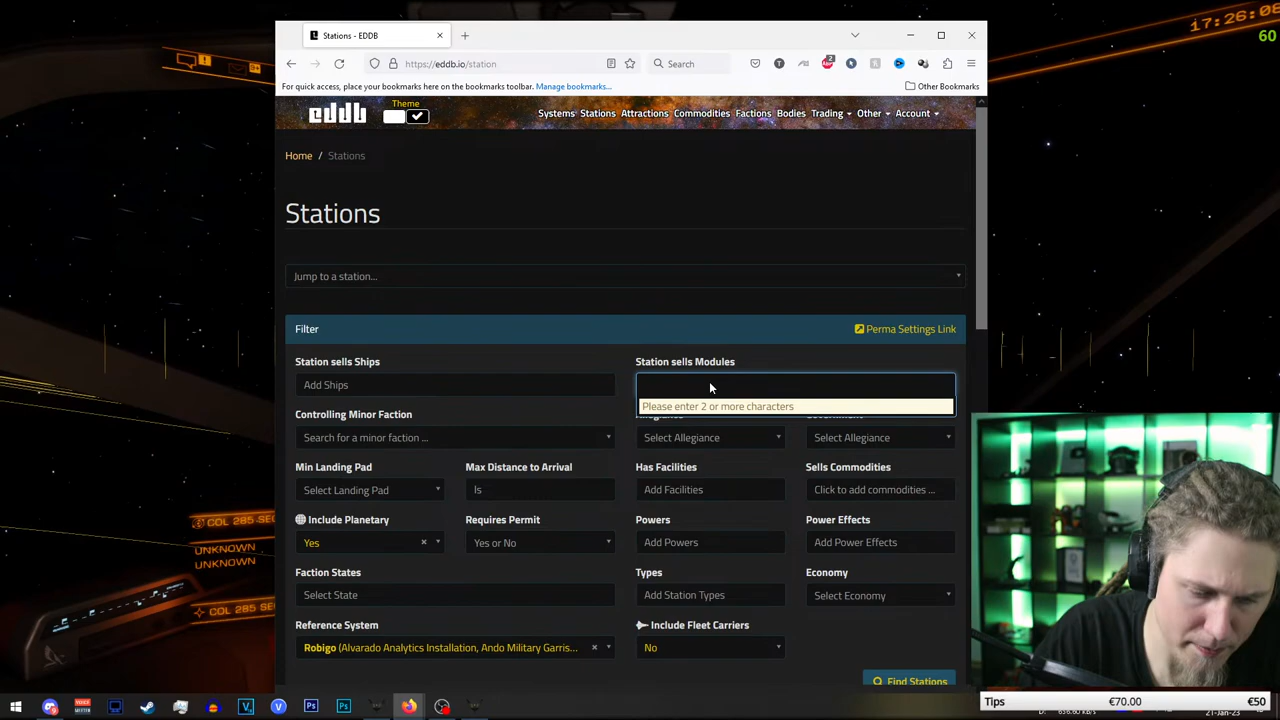 17:26:06
60
Stations - EDDB
https://eddb.io/station
Search
2
For quick access, place your bookmarks here on the bookmarks toolbar. Manage bookmarks...
Other Bookmarks
Theme
eddb
Systems Stations Attractions Commodities Factions Bodies Trading Other Account
Home / Stations
Stations
Jump to a station...
Filter
Perma Settings Link
Station sells Ships
Station sells Modules
Add Ships
Please enter 2 or more characters
Controlling Minor Faction
Search for a minor faction ...
Select Allegiance
Select Allegiance
Min Landing Pad
Max Distance to Arrival
Has Facilities
Sells Commodities
Select Landing Pad
ls
Add Facilities
Click to add commodities ...
Include Planetary
Requires Permit
Powers
Power Effects
Yes
Yes or No
Add Powers
Add Power Effects
Faction States
Types
Economy
Select State
Add Station Types
Select Economy
Reference System
Include Fleet Carriers
Robigo (Alvarado Analytics Installation, Ando Military Garris...
No
Find Stations
COL 285 SEC
UNKNOWN
UNKNOWN
COL 285 SE
Tips
€70.00
€50